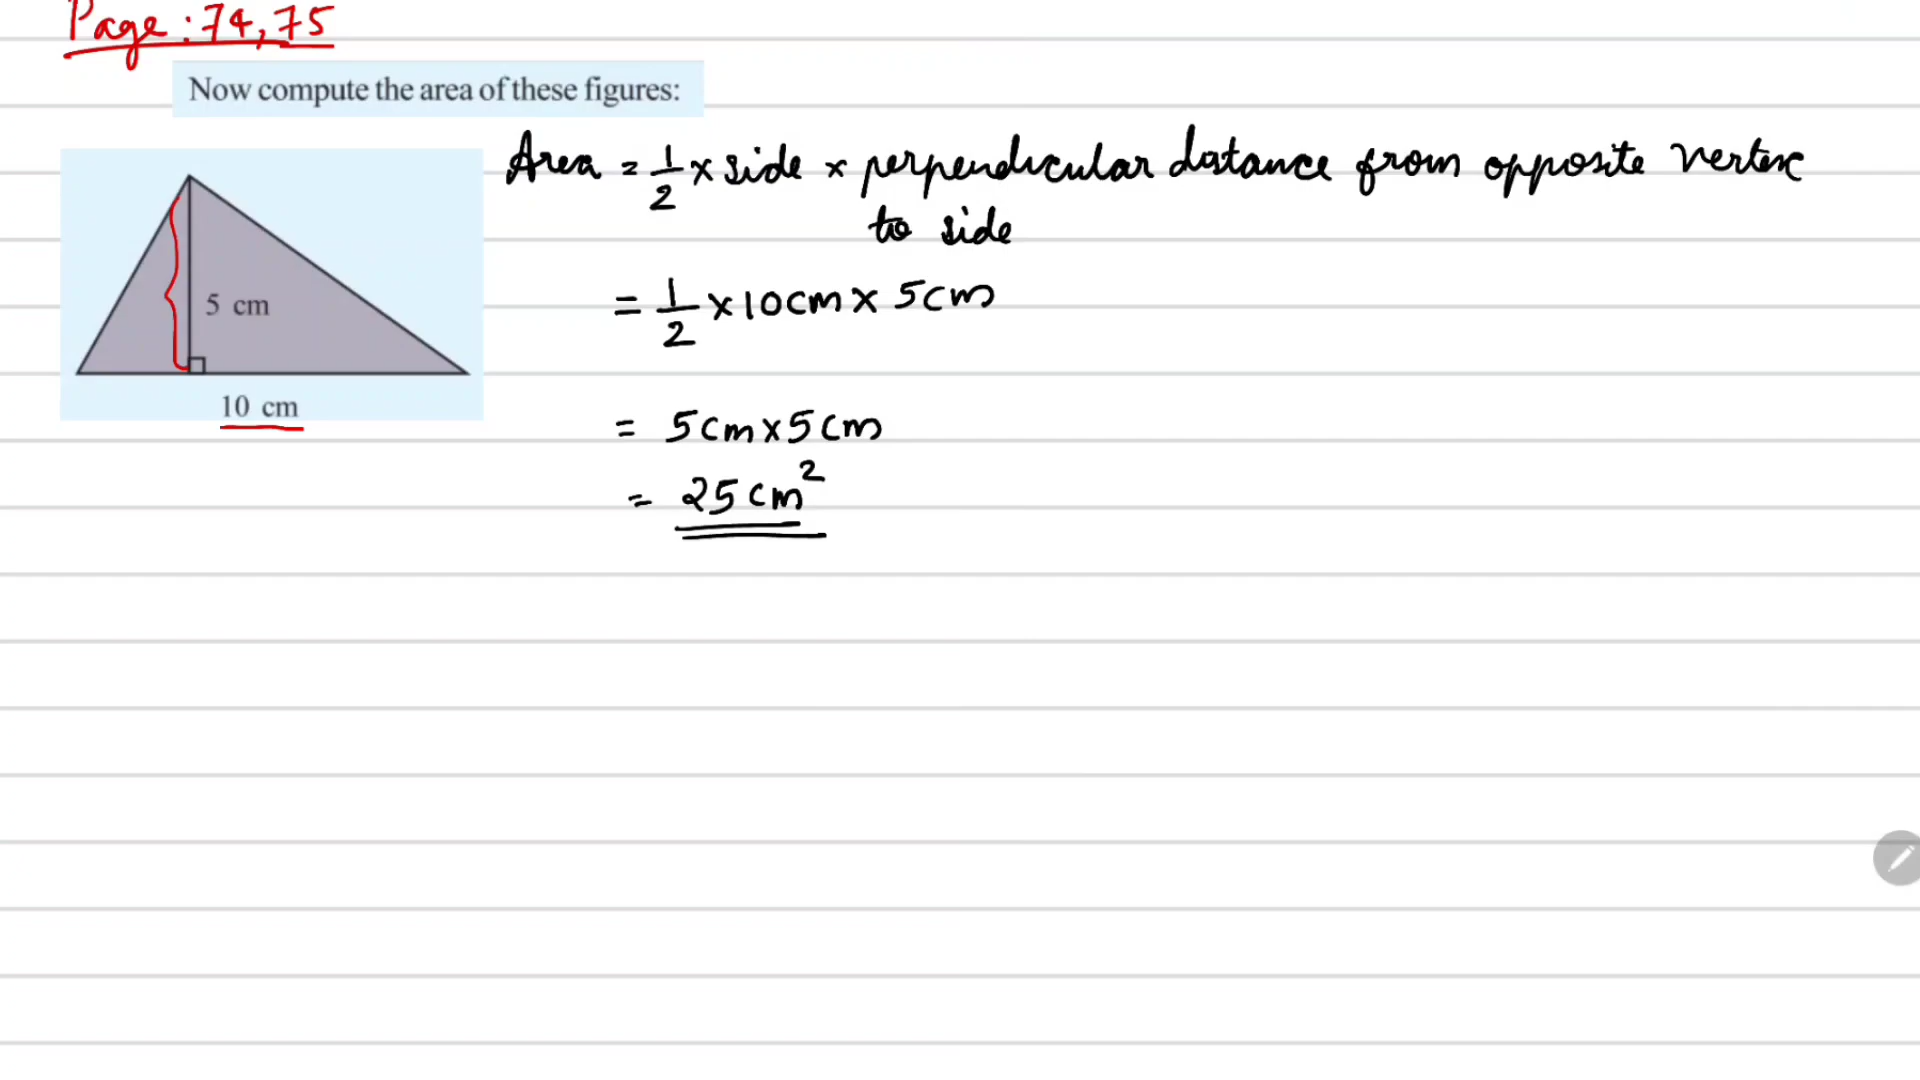 Page : 74, 75
Now compute the area of these figures:
Area = 1/2 × side × perpendicular distance from opposite vertex
to side
5 cm
10 cm
= 1/2 × 10cm × 5cm
= 5cm × 5cm
= 25cm²